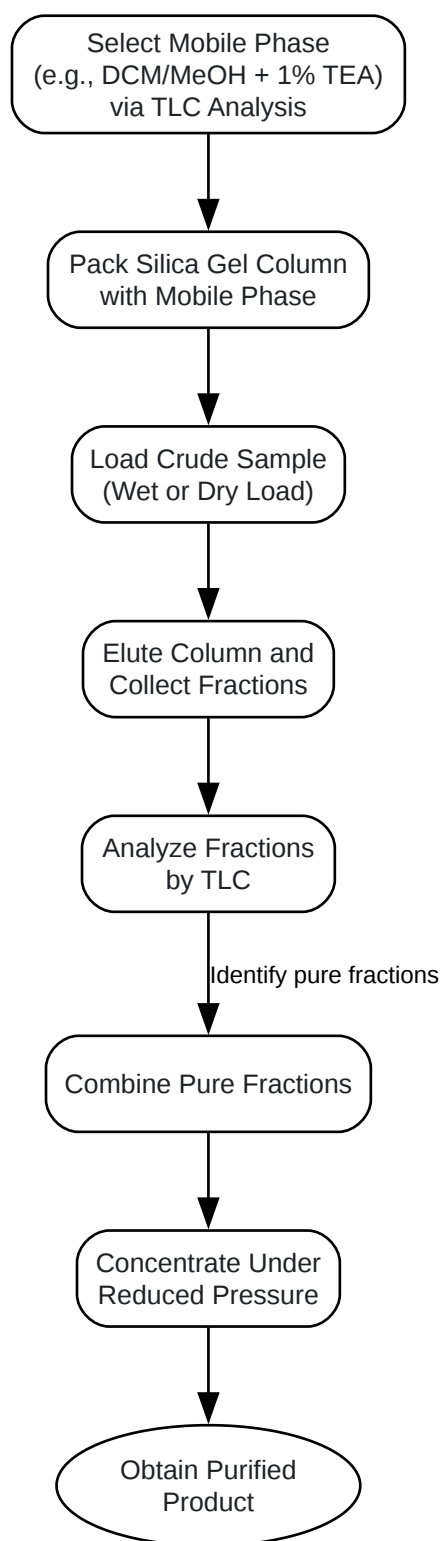 Select Mobile Phase
(e.g., DCM/MeOH + 1% TEA)
via TLC Analysis
Pack Silica Gel Column
with Mobile Phase
Load Crude Sample
(Wet or Dry Load)
Elute Column and
Collect Fractions
Analyze Fractions
by TLC
Identify pure fractions
Combine Pure Fractions
Concentrate Under
Reduced Pressure
Obtain Purified
Product